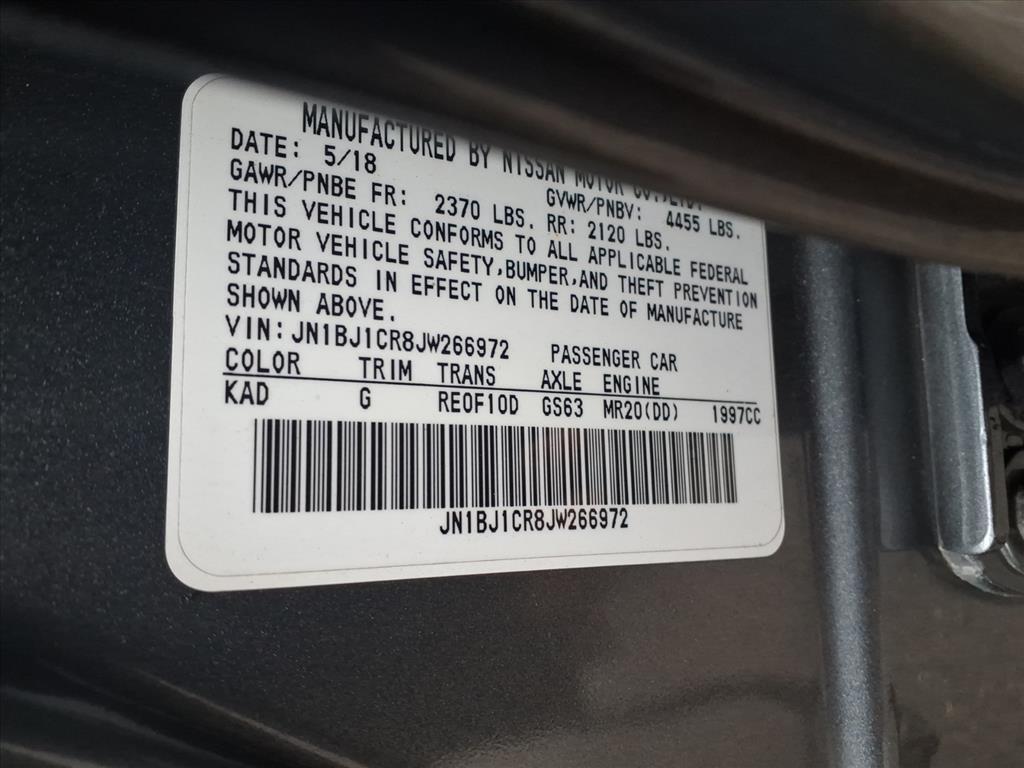 MANUFACTURED BY NISSAN MOTOR CO.,LTD.
DATE: 5/18 GVWR/PNBV: 4455 LBS.
GAWR/PNBE FR: 2370 LBS. RR: 2120 LBS.
THIS VEHICLE CONFORMS TO ALL APPLICABLE FEDERAL
MOTOR VEHICLE SAFETY,BUMPER,AND THEFT PREVENTION
STANDARDS IN EFFECT ON THE DATE OF MANUFACTURE
SHOWN ABOVE.
VIN:JN1BJ1CR8JW266972 PASSENGER CAR
COLOR TRIM TRANS AXLE ENGINE
KAD G RE0F10D GS63 MR20(DD) 1997CC
JN1BJ1CR8JW266972